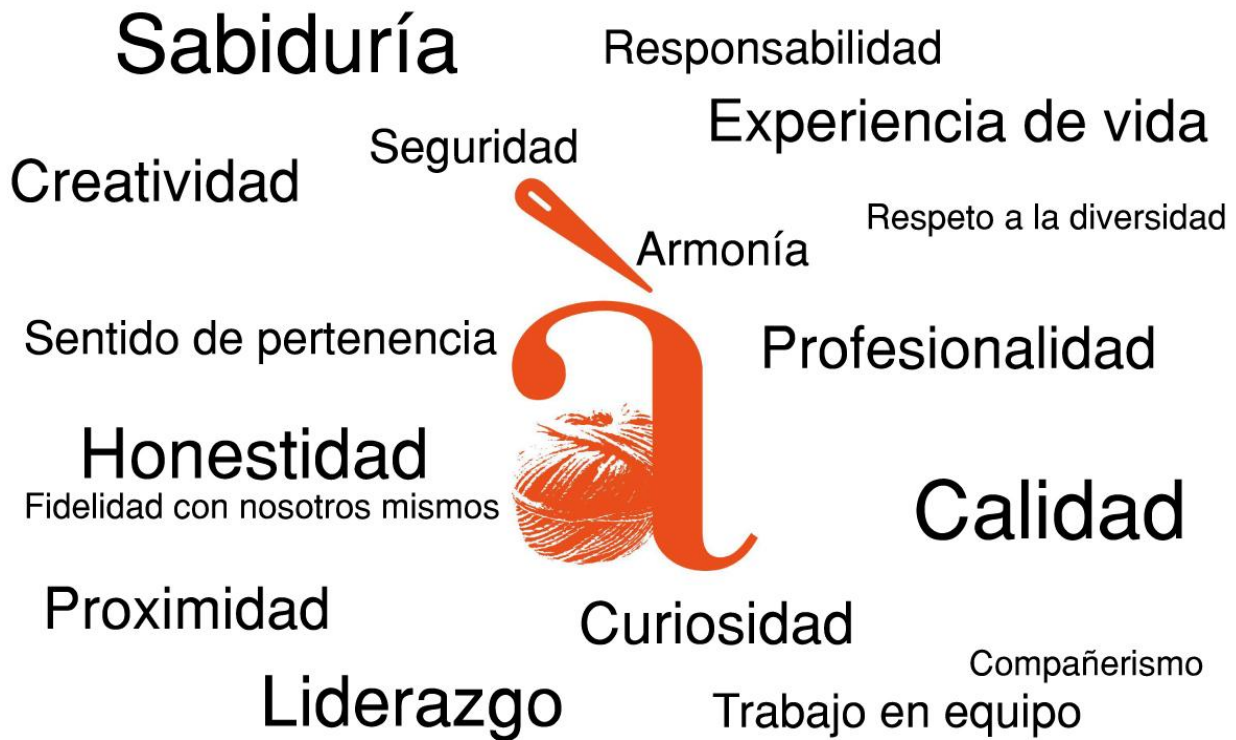 Sabiduría
Responsabilidad
Experiencia de vida
Seguridad
Creatividad
Respeto a la diversidad
Armonía
à
Sentido de pertenencia
Profesionalidad
Honestidad
Fidelidad con nosotros mismos
Calidad
Proximidad
Curiosidad
Compañerismo
Liderazgo
Trabajo en equipo